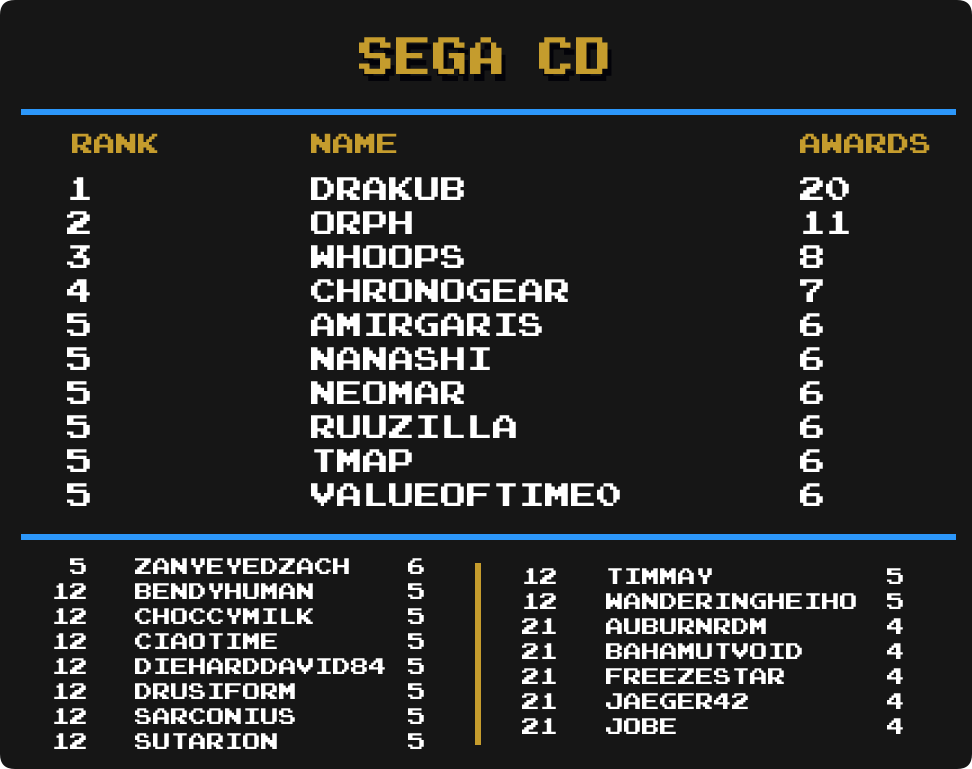 SEGA CD
RANK NAME AWARDS
1 DRAKUB 20
2 ORPH 11
3 WHOOPS 8
4 CHRONOGEAR 7
5 AMIRGARIS 6
5 NANASHI 6
5 NEOMAR 6
5 RUUZILLA 6
5 TMAP 6
5 VALUEOFTIME0 6
5 ZANYEYEDZACH 6
12 BENDYHUMAN 5
12 CHOCCYMILK 5
12 CIAOTIME 5
12 DIEHARDDAVID84 5
12 DRUSIFORM 5
12 SARCONIUS 5
12 SUTARION 5
12 TIMMAY 5
12 WANDERINGHEIHO 5
21 AUBURNRDM 4
21 BAHAMUTVOID 4
21 FREEZESTAR 4
21 JAEGER42 4
21 JOBE 4